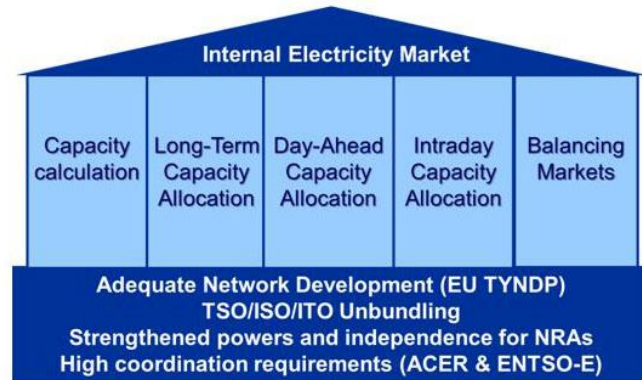 Internal Electricity Market
Capacity
calculation
Long-Term
Capacity
Allocation
Day-Ahead
Capacity
Allocation
Intraday
Capacity
Allocation
Balancing
Markets
Adequate Network Development (EU TYNDP)
TSO/ISO/ITO Unbundling
Strengthened powers and independence for NRAs
High coordination requirements (ACER & ENTSO-E)